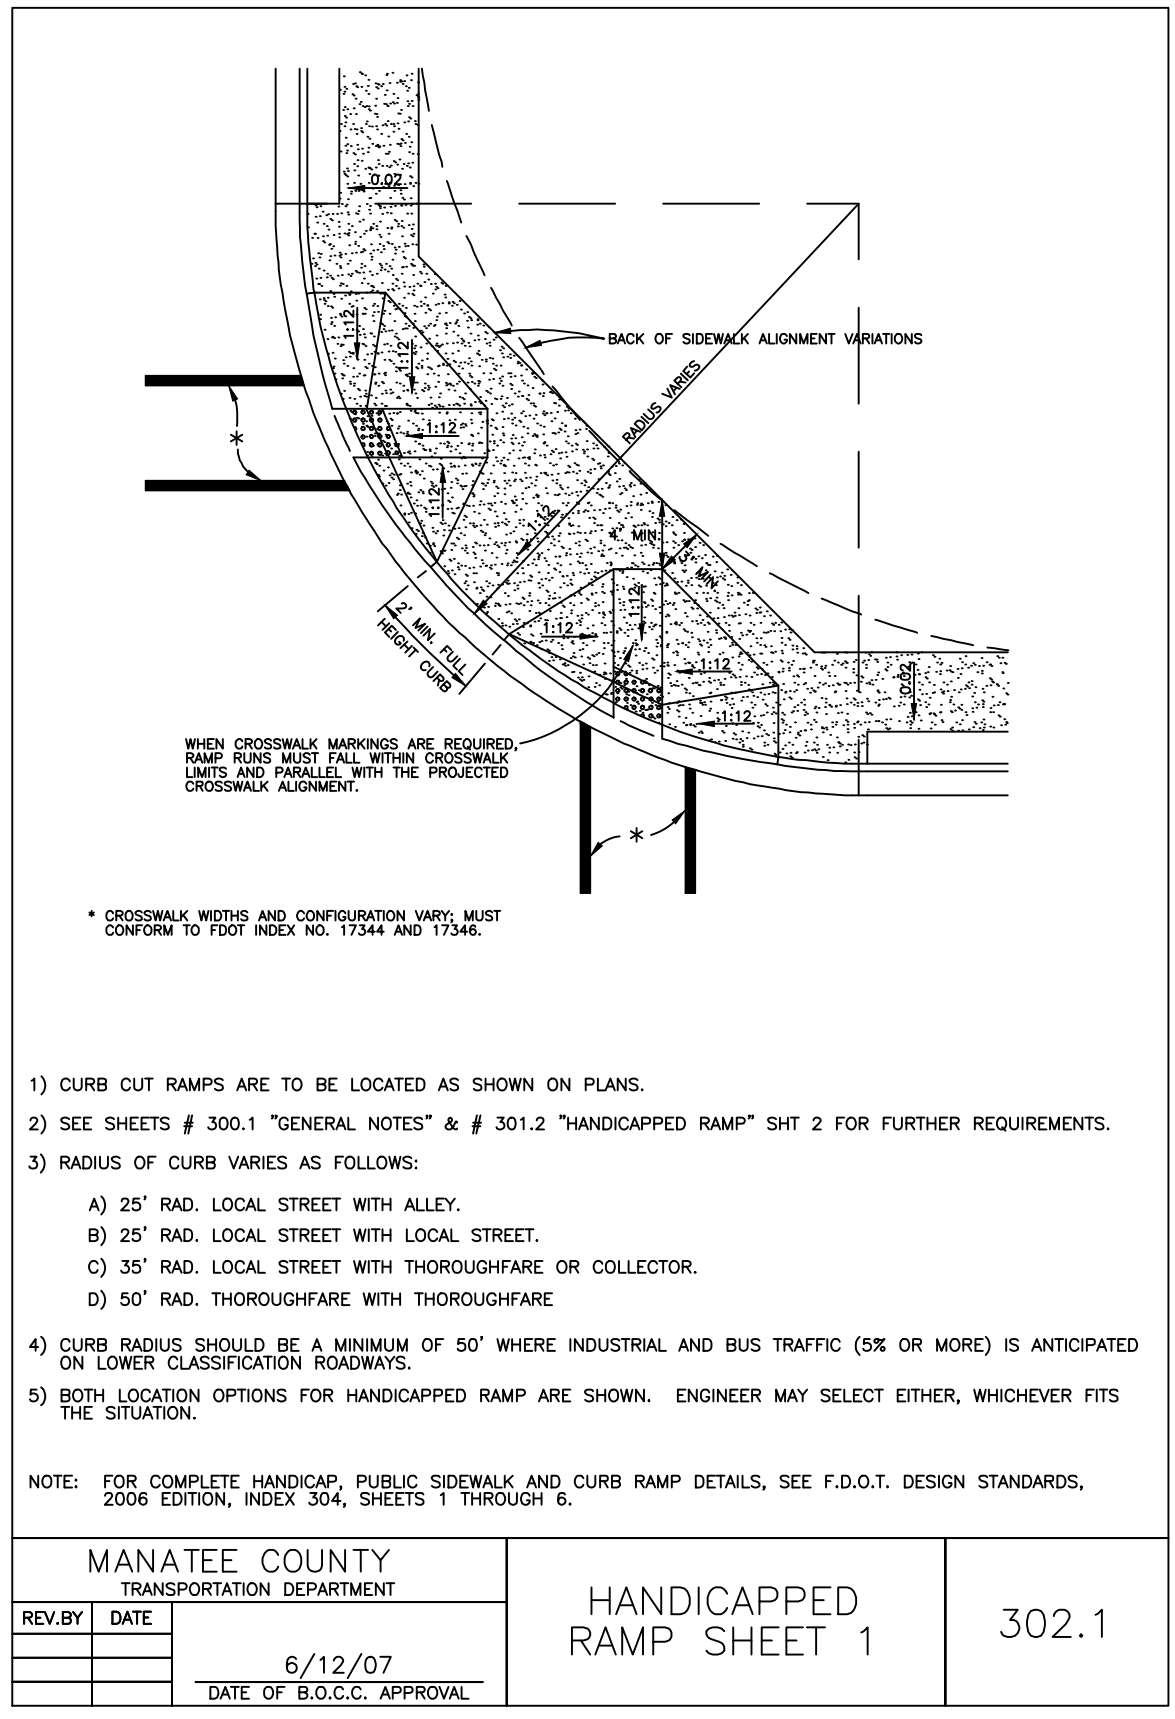 0.02
1:12
1:12
1:12
1:12
BACK OF SIDEWALK ALIGNMENT VARIATIONS
RADIUS VARIES
*
1:12
4' MIN.
3' MIN
2' MIN. FULL
HEIGHT CURB
1:12
1:12
1:12
1:12
0.02
WHEN CROSSWALK MARKINGS ARE REQUIRED,
RAMP RUNS MUST FALL WITHIN CROSSWALK
LIMITS AND PARALLEL WITH THE PROJECTED
CROSSWALK ALIGNMENT.
*
* CROSSWALK WIDTHS AND CONFIGURATION VARY; MUST
CONFORM TO FDOT INDEX NO. 17344 AND 17346.
1) CURB CUT RAMPS ARE TO BE LOCATED AS SHOWN ON PLANS.
2) SEE SHEETS # 300.1 "GENERAL NOTES" & # 301.2 "HANDICAPPED RAMP" SHT 2 FOR FURTHER REQUIREMENTS.
3) RADIUS OF CURB VARIES AS FOLLOWS:
A) 25' RAD. LOCAL STREET WITH ALLEY.
B) 25' RAD. LOCAL STREET WITH LOCAL STREET.
C) 35' RAD. LOCAL STREET WITH THOROUGHFARE OR COLLECTOR.
D) 50' RAD. THOROUGHFARE WITH THOROUGHFARE
4) CURB RADIUS SHOULD BE A MINIMUM OF 50' WHERE INDUSTRIAL AND BUS TRAFFIC (5% OR MORE) IS ANTICIPATED
ON LOWER CLASSIFICATION ROADWAYS.
5) BOTH LOCATION OPTIONS FOR HANDICAPPED RAMP ARE SHOWN. ENGINEER MAY SELECT EITHER, WHICHEVER FITS
THE SITUATION.
NOTE: FOR COMPLETE HANDICAP, PUBLIC SIDEWALK AND CURB RAMP DETAILS, SEE F.D.O.T. DESIGN STANDARDS,
2006 EDITION, INDEX 304, SHEETS 1 THROUGH 6.
MANATEE COUNTY
TRANSPORTATION DEPARTMENT
REV.BY DATE
6/12/07
DATE OF B.O.C.C. APPROVAL
HANDICAPPED
RAMP SHEET 1
302.1